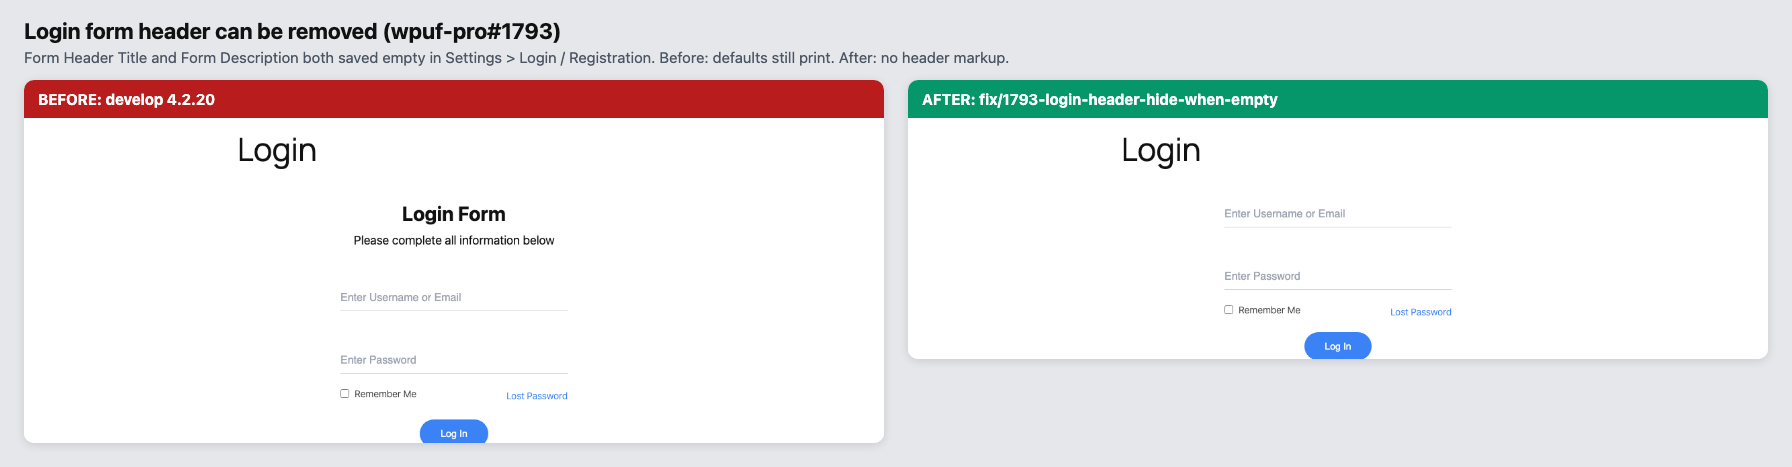 Login form header can be removed (wpuf-pro#1793)
Form Header Title and Form Description both saved empty in Settings > Login / Registration. Before: defaults still print. After: no header markup.
BEFORE: develop 4.2.20
Login
Login Form
Please complete all information below
Enter Username or Email
Enter Password
Remember Me
Lost Password
Log In
AFTER: fix/1793-login-header-hide-when-empty
Login
Enter Username or Email
Enter Password
Remember Me
Lost Password
Log In